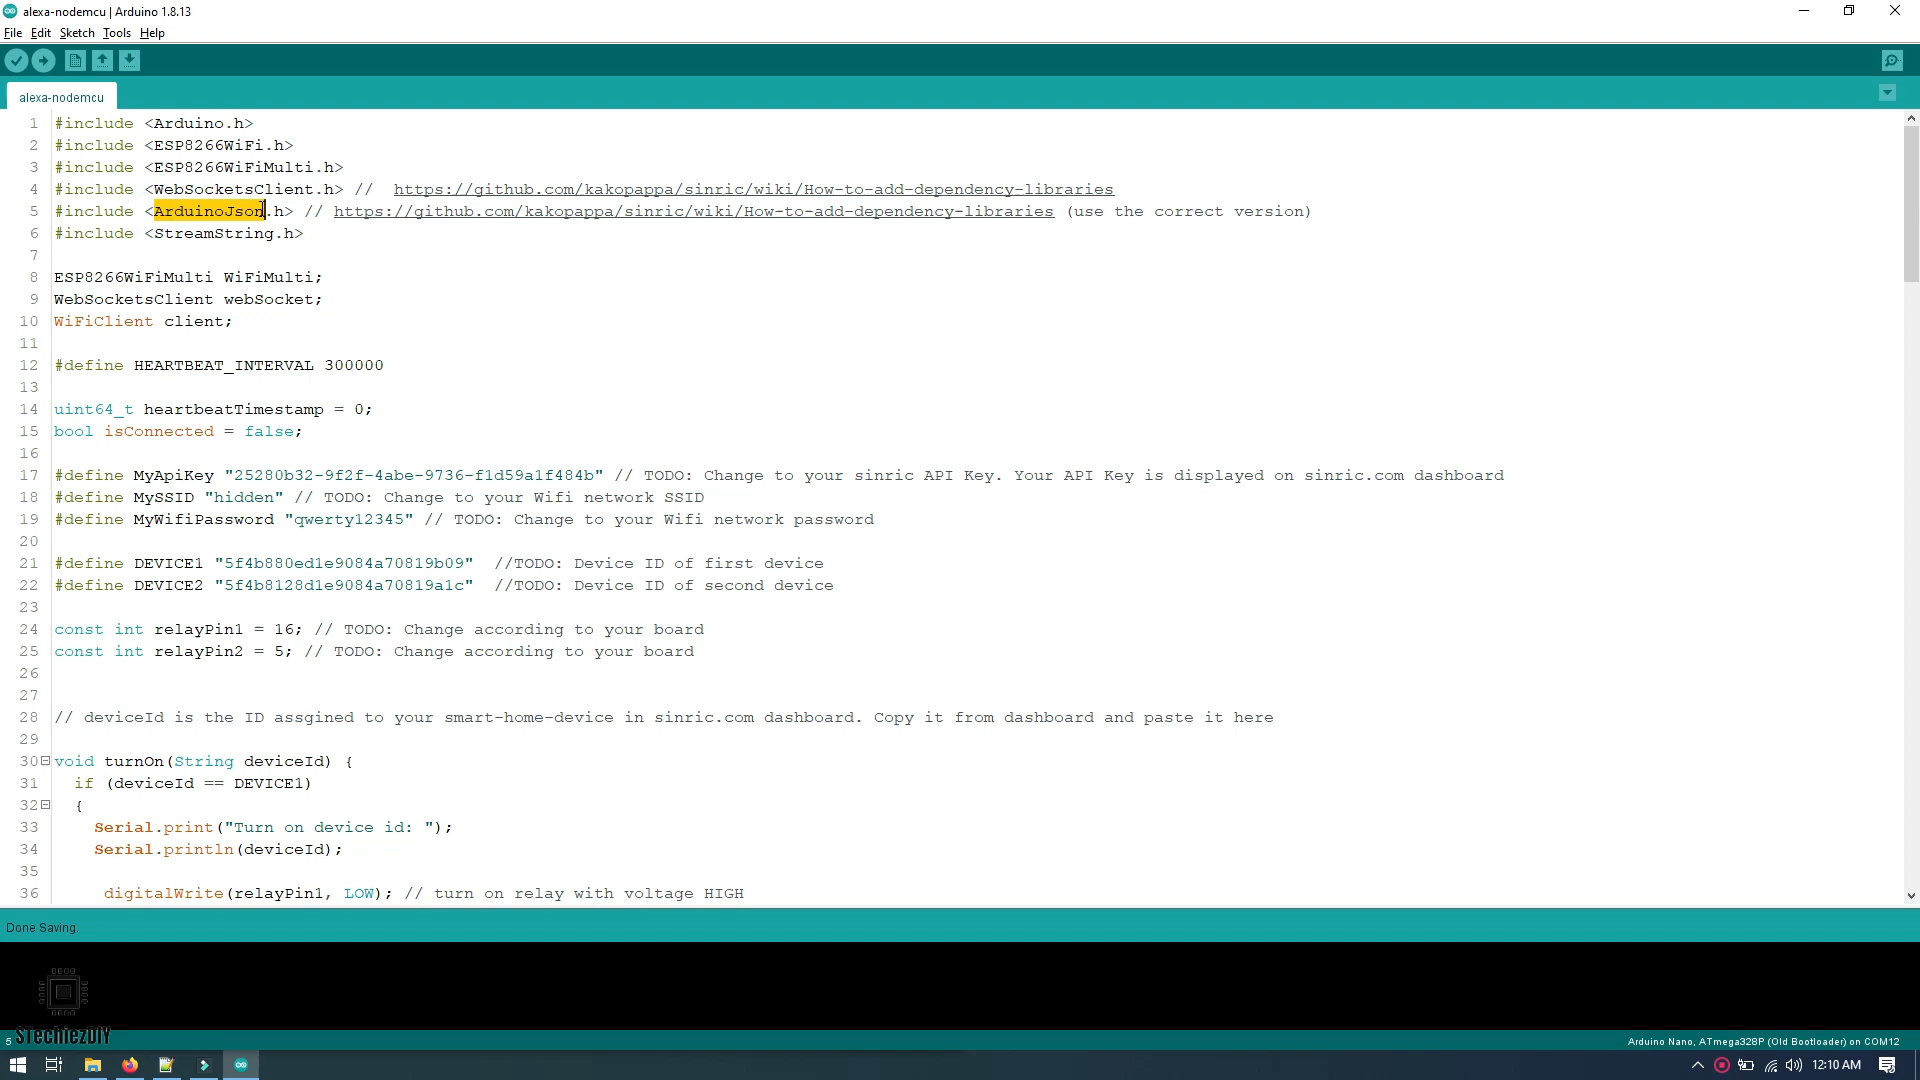 alexa-nodemcu | Arduino 1.8.13
File Edit Sketch Tools Help
alexa-nodemcu
1 #include <Arduino.h>
2 #include <ESP8266WiFi.h>
3 #include <ESP8266WiFiMulti.h>
4 #include <WebSocketsClient.h> //  https://github.com/kakopappa/sinric/wiki/How-to-add-dependency-libraries
5 #include <ArduinoJson.h> // https://github.com/kakopappa/sinric/wiki/How-to-add-dependency-libraries (use the correct version)
6 #include <StreamString.h>
7
8 ESP8266WiFiMulti WiFiMulti;
9 WebSocketsClient webSocket;
10 WiFiClient client;
11
12 #define HEARTBEAT_INTERVAL 300000
13
14 uint64_t heartbeatTimestamp = 0;
15 bool isConnected = false;
16
17 #define MyApiKey "25280b32-9f2f-4abe-9736-f1d59a1f484b" // TODO: Change to your sinric API Key. Your API Key is displayed on sinric.com dashboard
18 #define MySSID "hidden" // TODO: Change to your Wifi network SSID
19 #define MyWifiPassword "qwerty12345" // TODO: Change to your Wifi network password
20
21 #define DEVICE1 "5f4b880ed1e9084a70819b09"  //TODO: Device ID of first device
22 #define DEVICE2 "5f4b8128d1e9084a70819a1c"  //TODO: Device ID of second device
23
24 const int relayPin1 = 16; // TODO: Change according to your board
25 const int relayPin2 = 5; // TODO: Change according to your board
26
27
28 // deviceId is the ID assgined to your smart-home-device in sinric.com dashboard. Copy it from dashboard and paste it here
29
30 void turnOn(String deviceId) {
31   if (deviceId == DEVICE1)
32   {
33     Serial.print("Turn on device id: ");
34     Serial.println(deviceId);
35
36      digitalWrite(relayPin1, LOW); // turn on relay with voltage HIGH
Done Saving.
STechiezDIY
5
Arduino Nano, ATmega328P (Old Bootloader) on COM12
12:10 AM